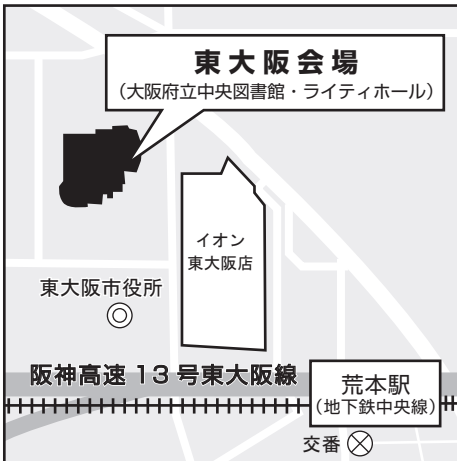 東大阪会場
（大阪府立中央図書館・ライティホール）
イオン
東大阪店
東大阪市役所
阪神高速 13 号東大阪線
荒本駅
（地下鉄中央線）
交番